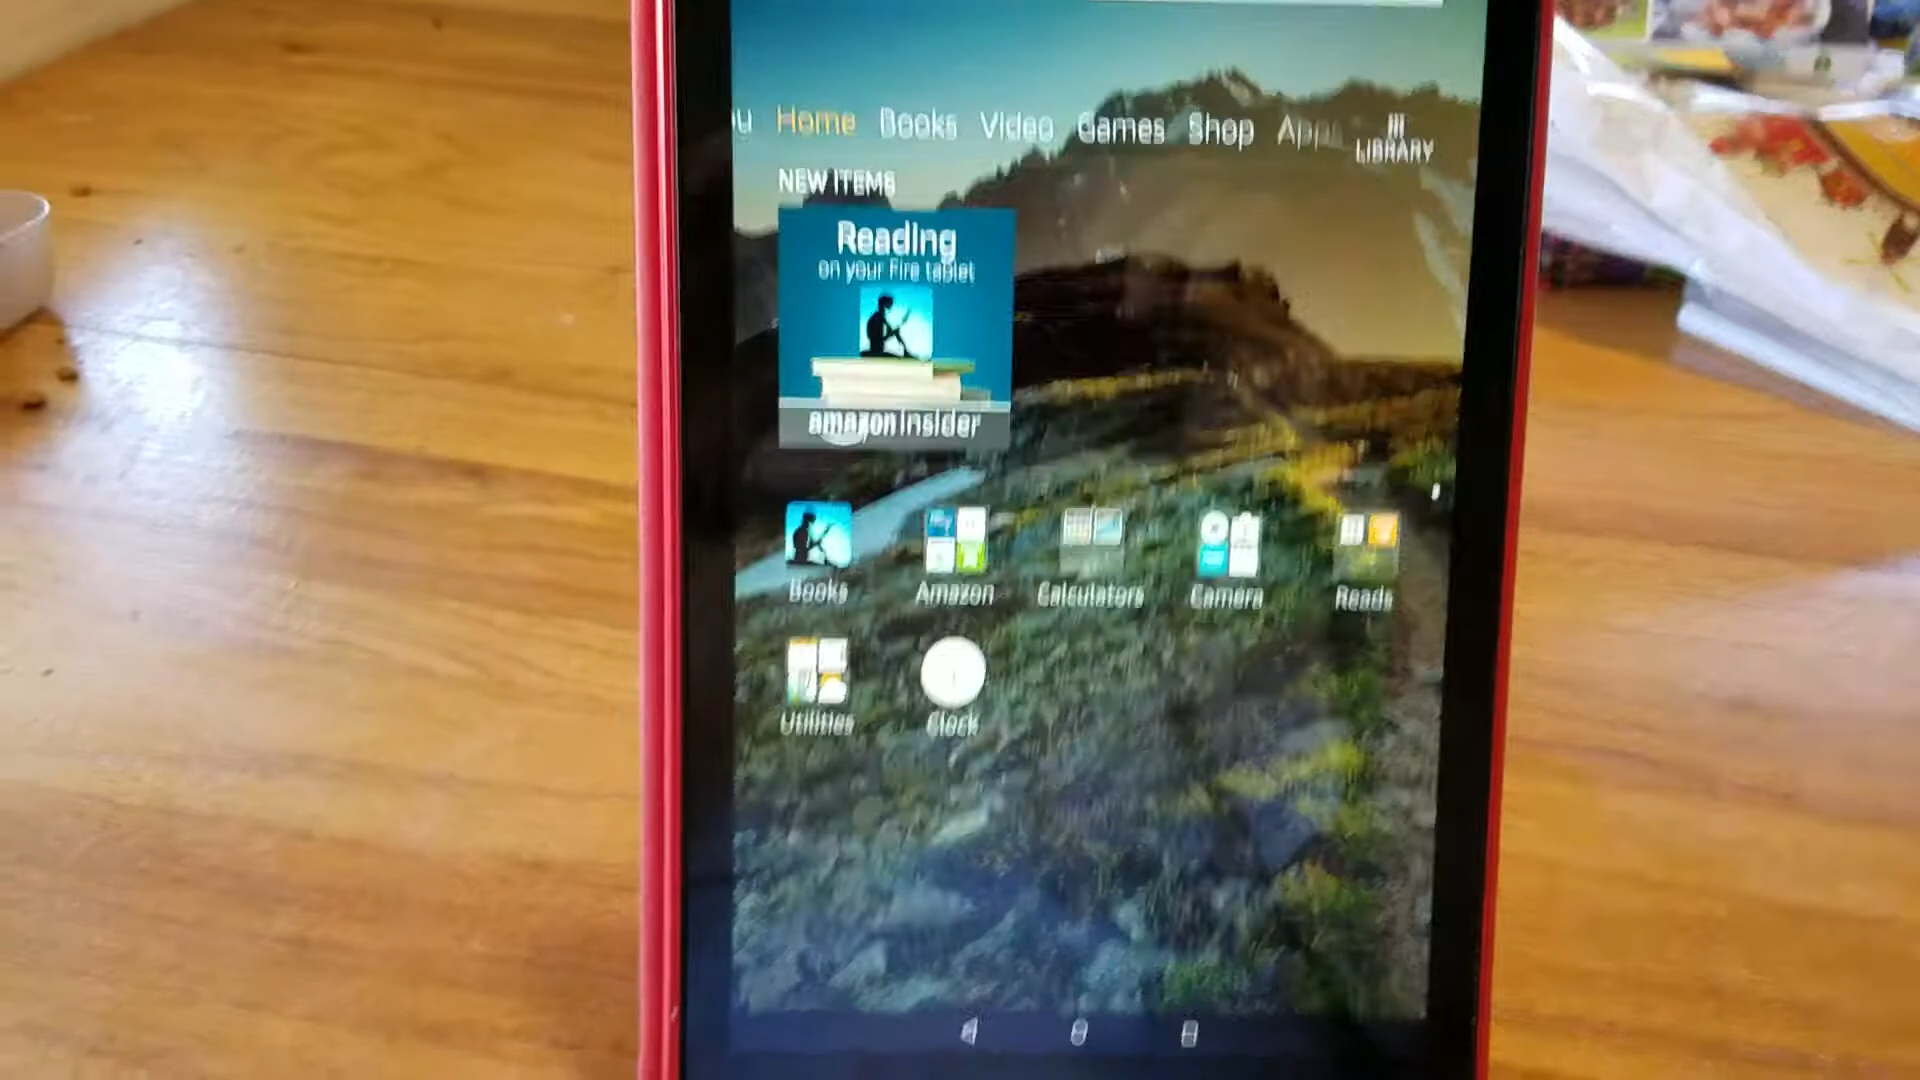 Home Books Video Games Shop Apps
LIBRARY
NEW ITEMS
Reading
on your Fire tablet
amazon Insider
Books Amazon Calculators Camera Reads
Utilities Clock